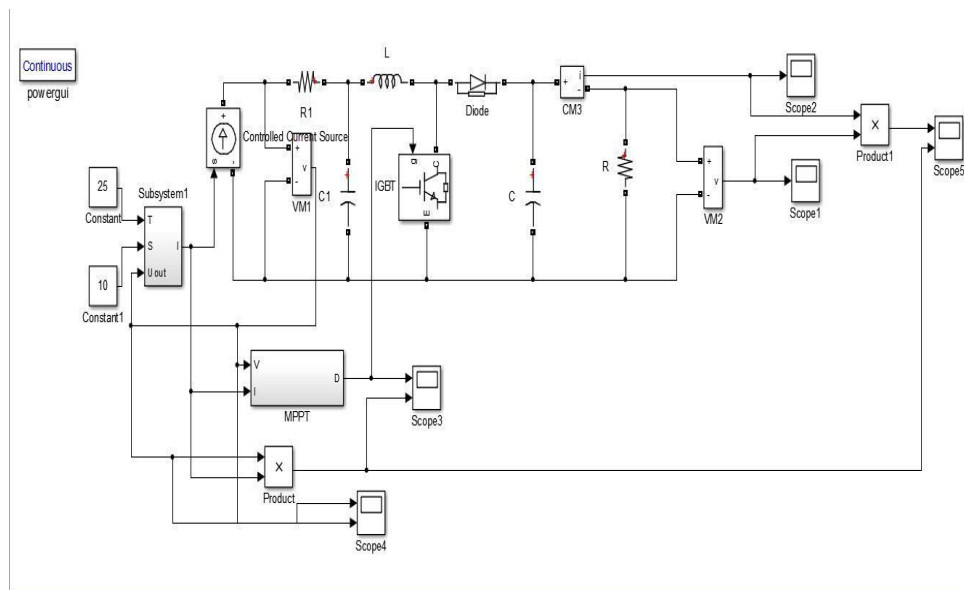 Continuous
powergui
L
R1
Diode
i
+
-
CM3
Scope2
+
s
-
Controlled Current Source
+
-
v
VM1
C1
g
C
E
IGBT
+
C
R
+
-
v
VM2
Scope1
×
Product1
Scope5
25
Constant
Subsystem1
T
S
U out
I
10
Constant1
V
I
D
MPPT
Scope3
×
Product
Scope4